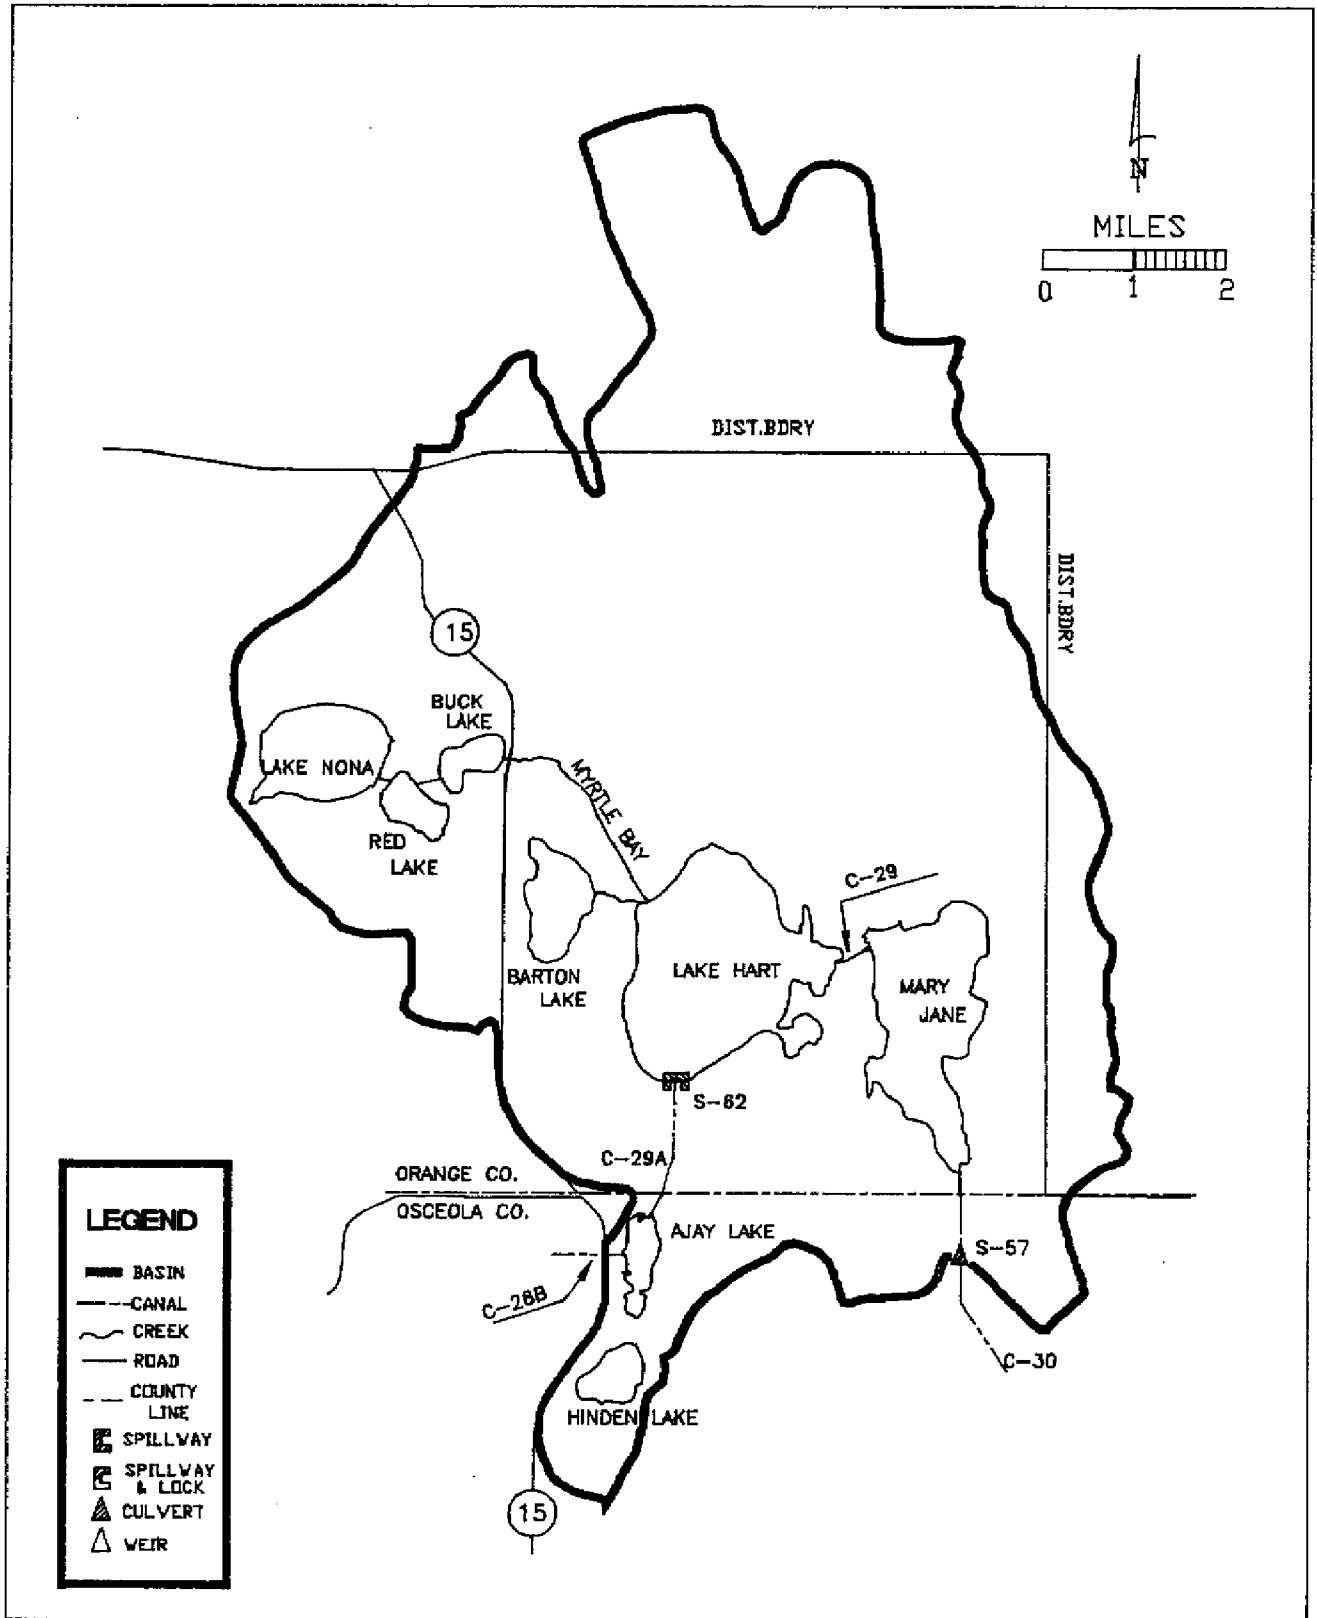 N
MILES
0 1 2
DIST.BDRY
DIST.BDRY
15
BUCK
LAKE
LAKE NONA
MYRTLE BAY
RED
LAKE
C-29
LAKE HART
BARTON
LAKE
MARY
JANE
S-62
C-29A
ORANGE CO.
OSCEOLA CO.
AJAY LAKE
S-57
C-28B
C-30
HINDEN LAKE
15
LEGEND
BASIN
CANAL
CREEK
ROAD
COUNTY
LINE
SPILLWAY
SPILLWAY
& LOCK
CULVERT
WEIR